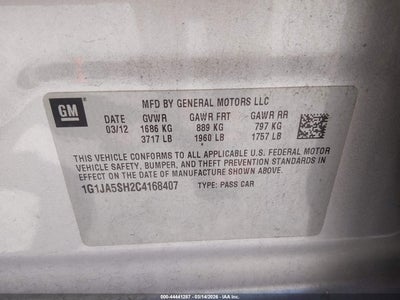 GM
MFD BY GENERAL MOTORS LLC
DATE GVWR GAWR FRT GAWR RR
03/12 1686 KG 889 KG 797 KG
3717 LB 1960 LB 1757 LB
THIS VEHICLE CONFORMS TO ALL APPLICABLE U.S. FEDERAL MOTOR
VEHICLE SAFETY, BUMPER, AND THEFT PREVENTION STANDARDS IN
EFFECT ON THE DATE OF MANUFACTURE SHOWN ABOVE.
1G1JA5SH2C4168407 TYPE: PASS CAR
000-44441287 - 03/14/2026 - IAA, Inc.